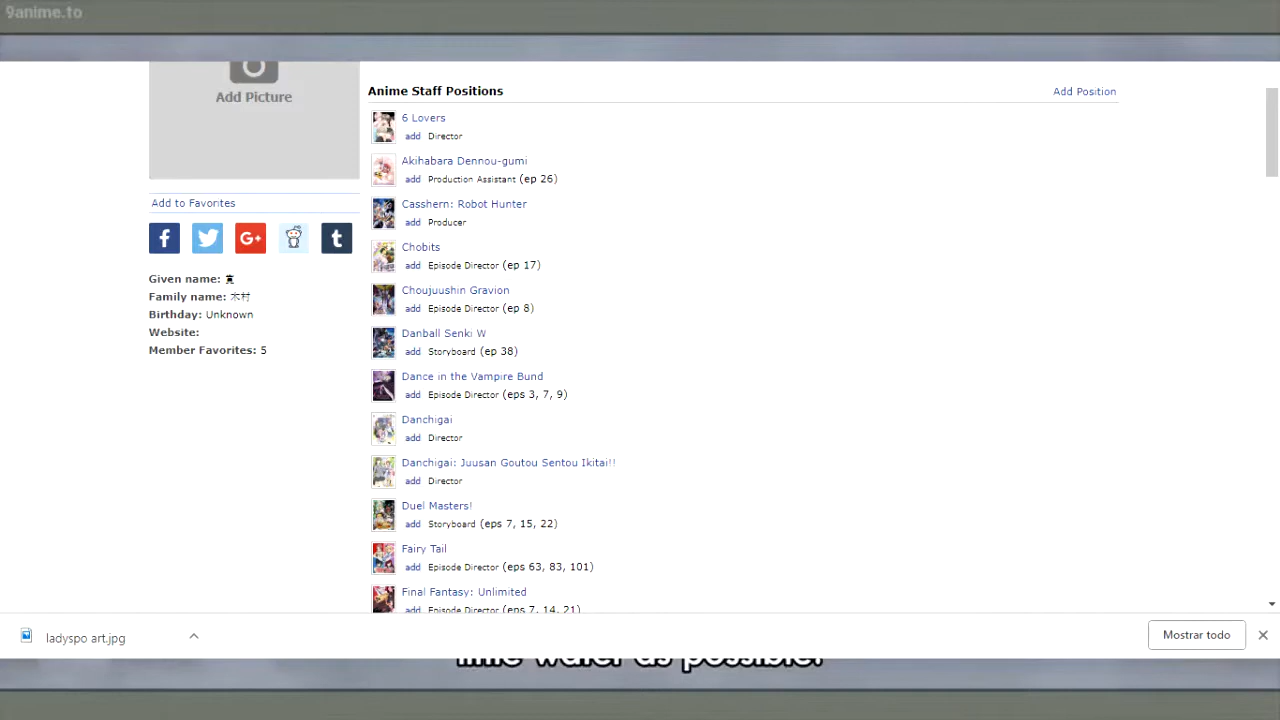 9anime.to
Add Picture
Anime Staff Positions
Add Position
6 Lovers
add Director
Akihabara Dennou-gumi
add Production Assistant (ep 26)
Casshern: Robot Hunter
add Producer
Chobits
add Episode Director (ep 17)
Choujuushin Gravion
add Episode Director (ep 8)
Danball Senki W
add Storyboard (ep 38)
Dance in the Vampire Bund
add Episode Director (eps 3, 7, 9)
Danchigai
add Director
Danchigai: Juusan Goutou Sentou Ikitai!!
add Director
Duel Masters!
add Storyboard (eps 7, 15, 22)
Fairy Tail
add Episode Director (eps 63, 83, 101)
Final Fantasy: Unlimited
add Episode Director (eps 7, 14, 21)
Add to Favorites
f
G+
t
Given name: 真
Family name: 木村
Birthday: Unknown
Website:
Member Favorites: 5
ladyspo art.jpg
Mostrar todo
little water as possible.